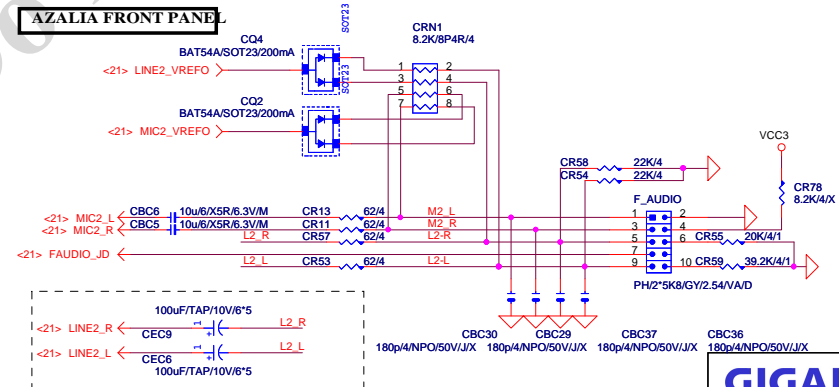 AZALIA FRONT PANEL
SOT23
CQ4
BAT54A/SOT23/200mA
CRN1
8.2K/8P4R/4
<21> LINE2_VREFO
1 2
3 4
5 6
7 8
SOT23
CQ2
BAT54A/SOT23/200mA
<21> MIC2_VREFO
VCC3
CR58 22K/4
CR54 22K/4
CR78
8.2K/4/X
F_AUDIO
<21> MIC2_L CBC6 10u/6/X5R/6.3V/M CR13 62/4 M2_L 1 2
<21> MIC2_R CBC5 10u/6/X5R/6.3V/M CR11 62/4 M2_R 3 4
L2_R CR57 62/4 L2-R 5 6 CR55 20K/4/1
<21> FAUDIO_JD 7
L2_L CR53 62/4 L2-L 9 10 CR59 39.2K/4/1
PH/2*5K8/GY/2.54/VA/D
100uF/TAP/10V/6*5
<21> LINE2_R 1 L2_R
CEC9
<21> LINE2_L 1 L2_L
CEC6
100uF/TAP/10V/6*5
CBC30 CBC29 CBC37 CBC36
180p/4/NPO/50V/J/X 180p/4/NPO/50V/J/X 180p/4/NPO/50V/J/X 180p/4/NPO/50V/J/X